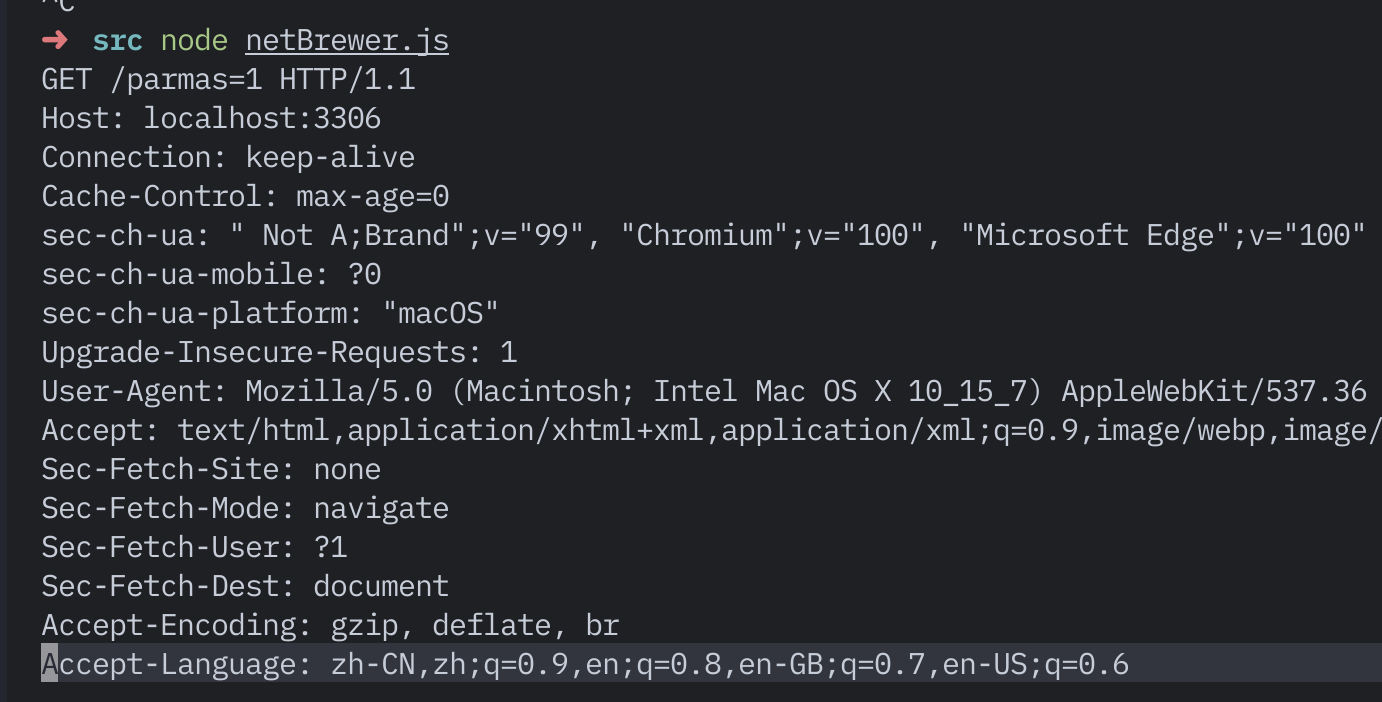 ^C
➜ src node netBrewer.js
GET /parmas=1 HTTP/1.1
Host: localhost:3306
Connection: keep-alive
Cache-Control: max-age=0
sec-ch-ua: " Not A;Brand";v="99", "Chromium";v="100", "Microsoft Edge";v="100"
sec-ch-ua-mobile: ?0
sec-ch-ua-platform: "macOS"
Upgrade-Insecure-Requests: 1
User-Agent: Mozilla/5.0 (Macintosh; Intel Mac OS X 10_15_7) AppleWebKit/537.36
Accept: text/html,application/xhtml+xml,application/xml;q=0.9,image/webp,image/
Sec-Fetch-Site: none
Sec-Fetch-Mode: navigate
Sec-Fetch-User: ?1
Sec-Fetch-Dest: document
Accept-Encoding: gzip, deflate, br
Accept-Language: zh-CN,zh;q=0.9,en;q=0.8,en-GB;q=0.7,en-US;q=0.6